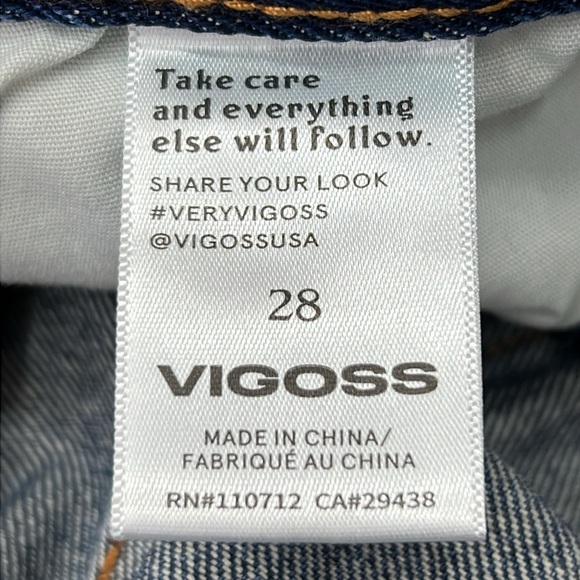 Take care
and everything
else will follow.
SHARE YOUR LOOK
#VERYVIGOSS
@VIGOSSUSA
28
VIGOSS
MADE IN CHINA/
FABRIQUÉ AU CHINA
RN#110712 CA#29438